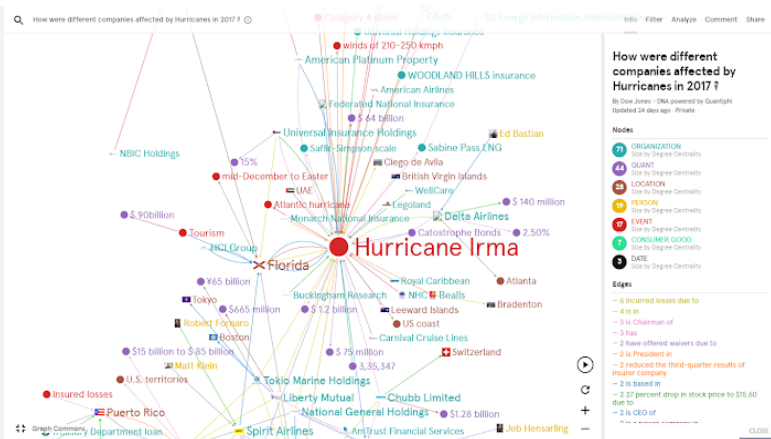 How were different companies affected by Hurricanes in 2017 ?
Category 4 storm
Fitch
US Energy Information Administration
Info Filter Analyze Comment Share
Universal Holdings Insurance
winds of 210-250 kmph
American Platinum Property
WOODLAND HILLS insurance
American Airlines
Federated National Insurance
$ 64 billion
Universal Insurance Holdings
Ed Bastian
Saffir-Simpson scale
Sabine Pass LNG
NBIC Holdings
15%
Ciego de Avila
mid-December to Easter
British Virgin Islands
UAE
WellCare
Atlantic hurricane
Legoland
$ 140 million
$ 90billion
Monarch National Insurance
Delta Airlines
Tourism
Catostrophe Bonds
2.50%
HCI Group
Hurricane Irma
Florida
¥65 billion
Royal Caribbean
Atlanta
Tokyo
Buckingham Research
NHC
Bealls
$665 million
$ 1.2 billion
Leeward Islands
Bradenton
Robert Fornaro
US coast
Boston
Carnival Cruise Lines
$15 billion to $ 85 billion
$ 75 million
Switzerland
Matt Klein
3,35,347
U.S. territories
Tokio Marine Holdings
Insured losses
Liberty Mutual
Chubb Limited
Puerto Rico
National General Holdings
$1.28 billion
Graph Commons
Treasury Department loan
Spirit Airlines
AmTrust Financial Services
Jeb Hensarling
How were different
companies affected by
Hurricanes in 2017 ?
By Dow Jones - DNA powered by Quantiphi
Updated 24 days ago · Private
Nodes
71 ORGANIZATION
Size by Degree Centrality
44 QUANT
Size by Degree Centrality
28 LOCATION
Size by Degree Centrality
19 PERSON
Size by Degree Centrality
17 EVENT
Size by Degree Centrality
7 CONSUMER GOOD
Size by Degree Centrality
3 DATE
Size by Degree Centrality
Edges
— 6 incurred losses due to
— 4 is in
— 3 is Chairman of
— 3 has
— 2 have offered waivers due to
— 2 is President in
— 2 reduced the third-quarter results of
insurer company
— 2 is based in
— 2 27 percent drop in stock price to $15.60
due to
— 2 is CEO of
CLOSE